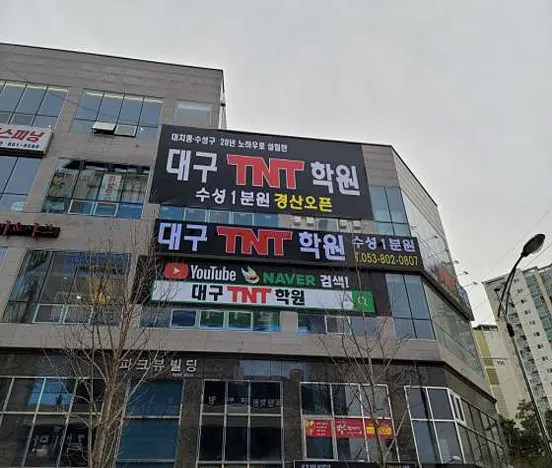 대치동·수성구 20년 노하우로 설립한
대구 TNT 학원
수성1분원 경산오픈
대구 TNT 학원 수성1분원
T.053-802-0807
YouTube NAVER 검색!
대구 TNT 학원
스피닝
파크뷰빌딩